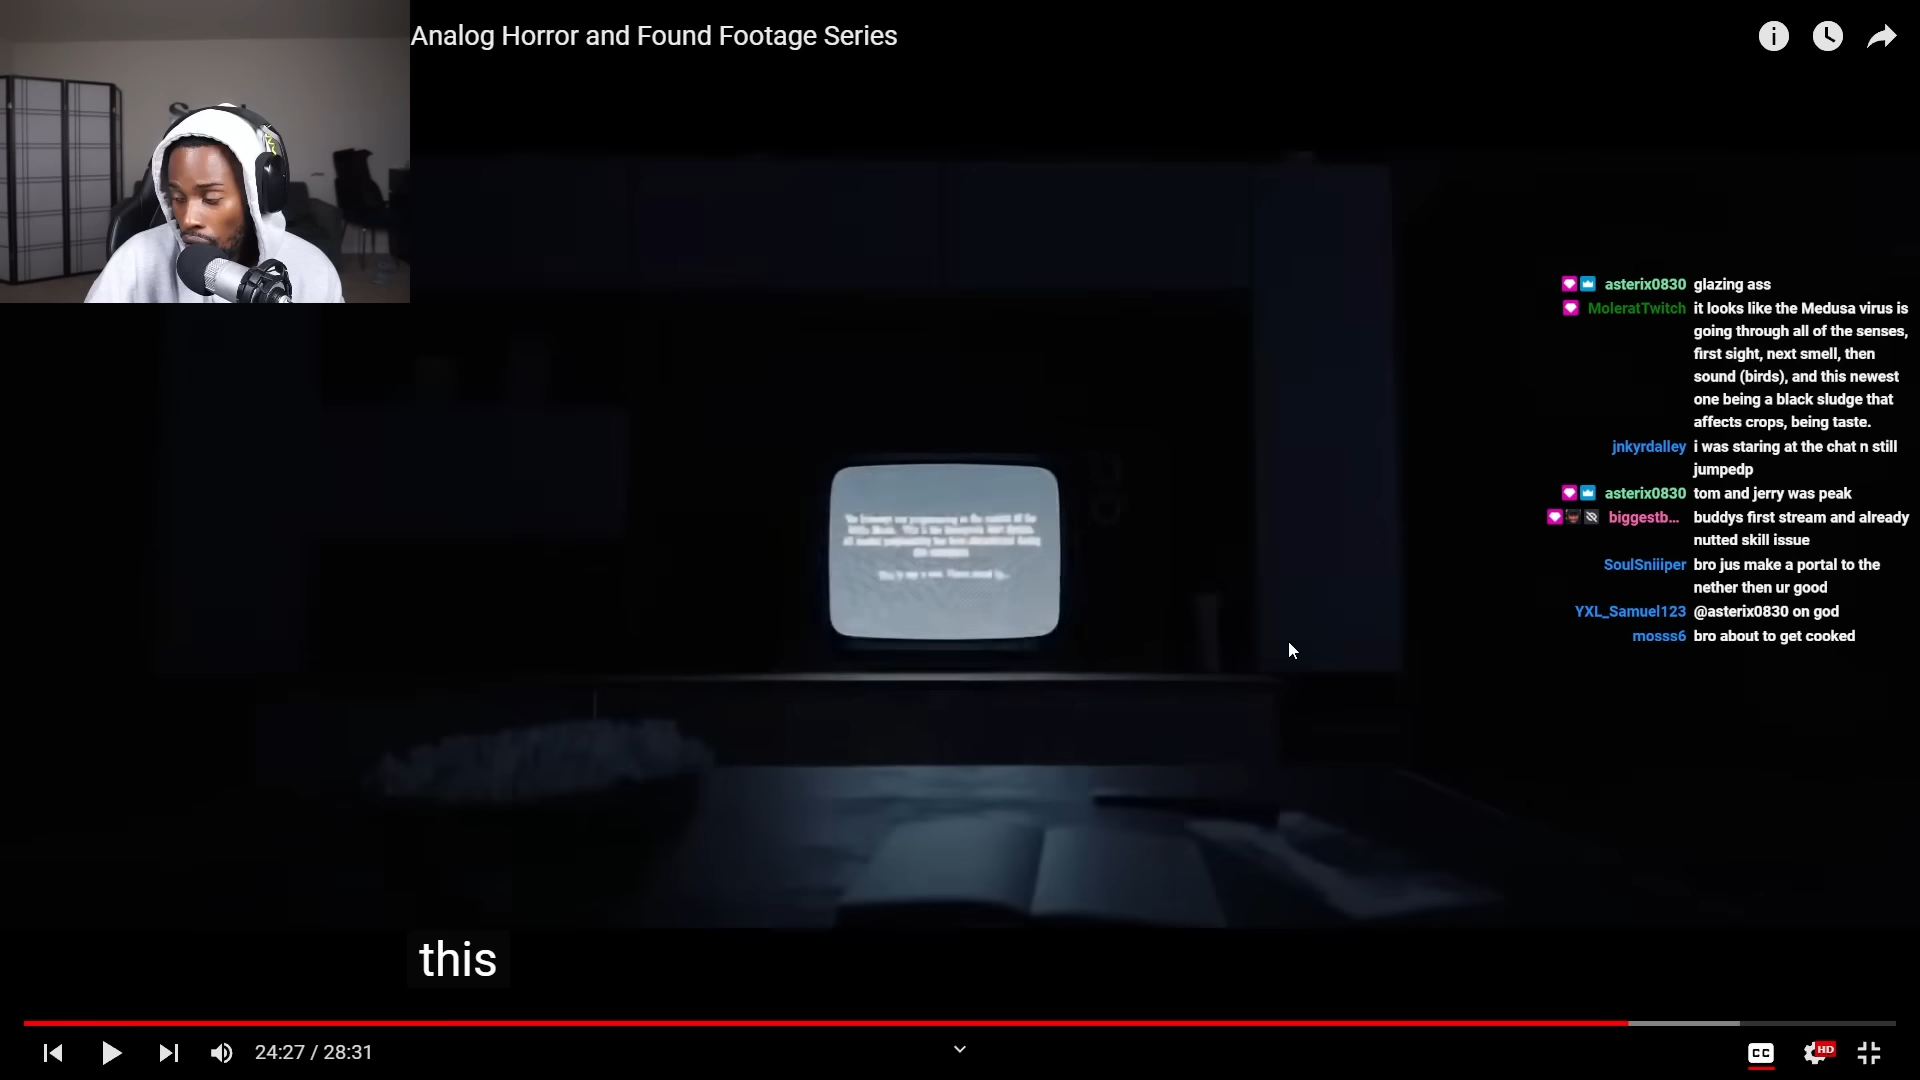 Analog Horror and Found Footage Series
asterix0830 glazing ass
MoleratTwitch it looks like the Medusa virus is
going through all of the senses,
first sight, next smell, then
sound (birds), and this newest
one being a black sludge that
affects crops, being taste.
jnkyrdalley i was staring at the chat n still
jumpedp
asterix0830 tom and jerry was peak
biggestb... buddys first stream and already
nutted skill issue
SoulSniiiper bro jus make a portal to the
nether then ur good
YXL_Samuel123 @asterix0830 on god
mosss6 bro about to get cooked
this
24:27 / 28:31
CC
HD